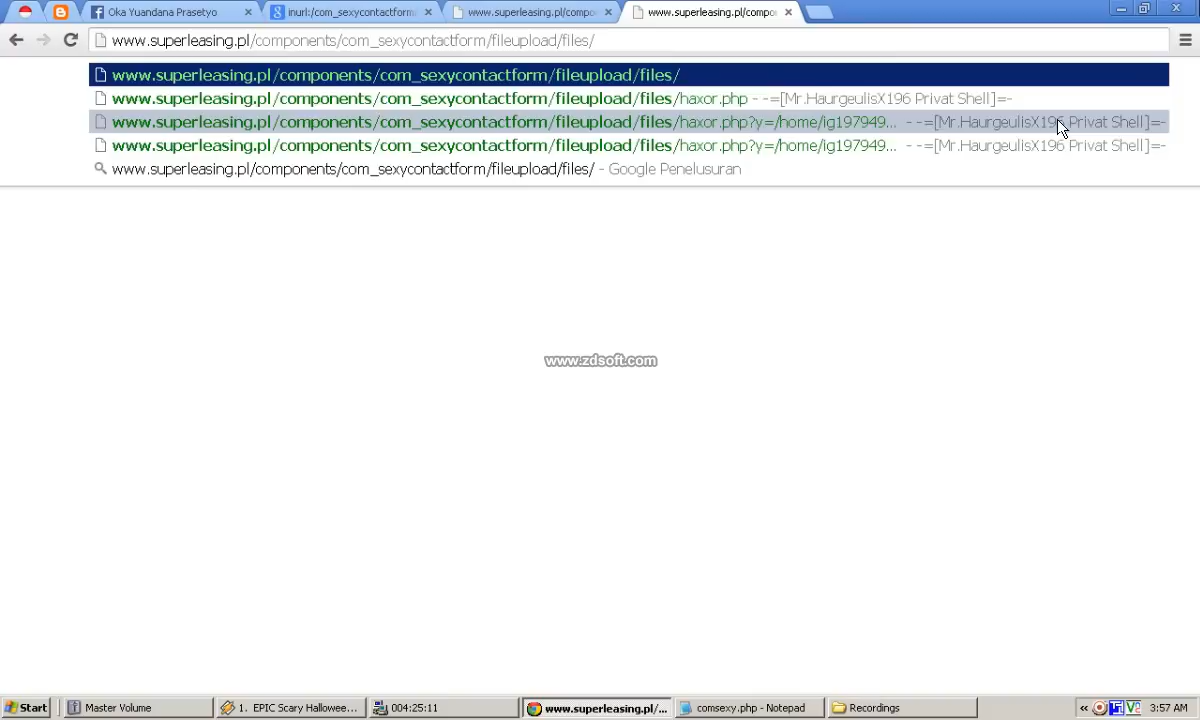 Oka Yuandana Prasetyo
inurl:/com_sexycontactform
www.superleasing.pl/compo
www.superleasing.pl/compo
www.superleasing.pl/components/com_sexycontactform/fileupload/files/
www.superleasing.pl/components/com_sexycontactform/fileupload/files/
www.superleasing.pl/components/com_sexycontactform/fileupload/files/haxor.php - -=[Mr.HaurgeulisX196 Privat Shell]=-
www.superleasing.pl/components/com_sexycontactform/fileupload/files/haxor.php?y=/home/ig197949... - -=[Mr.HaurgeulisX196 Privat Shell]=-
www.superleasing.pl/components/com_sexycontactform/fileupload/files/haxor.php?y=/home/ig197949... - -=[Mr.HaurgeulisX196 Privat Shell]=-
www.superleasing.pl/components/com_sexycontactform/fileupload/files/ - Google Penelusuran
www.zdsoft.com
Start
Master Volume
1. EPIC Scary Hallowee...
004:25:11
www.superleasing.pl/...
comsexy.php - Notepad
Recordings
3:57 AM